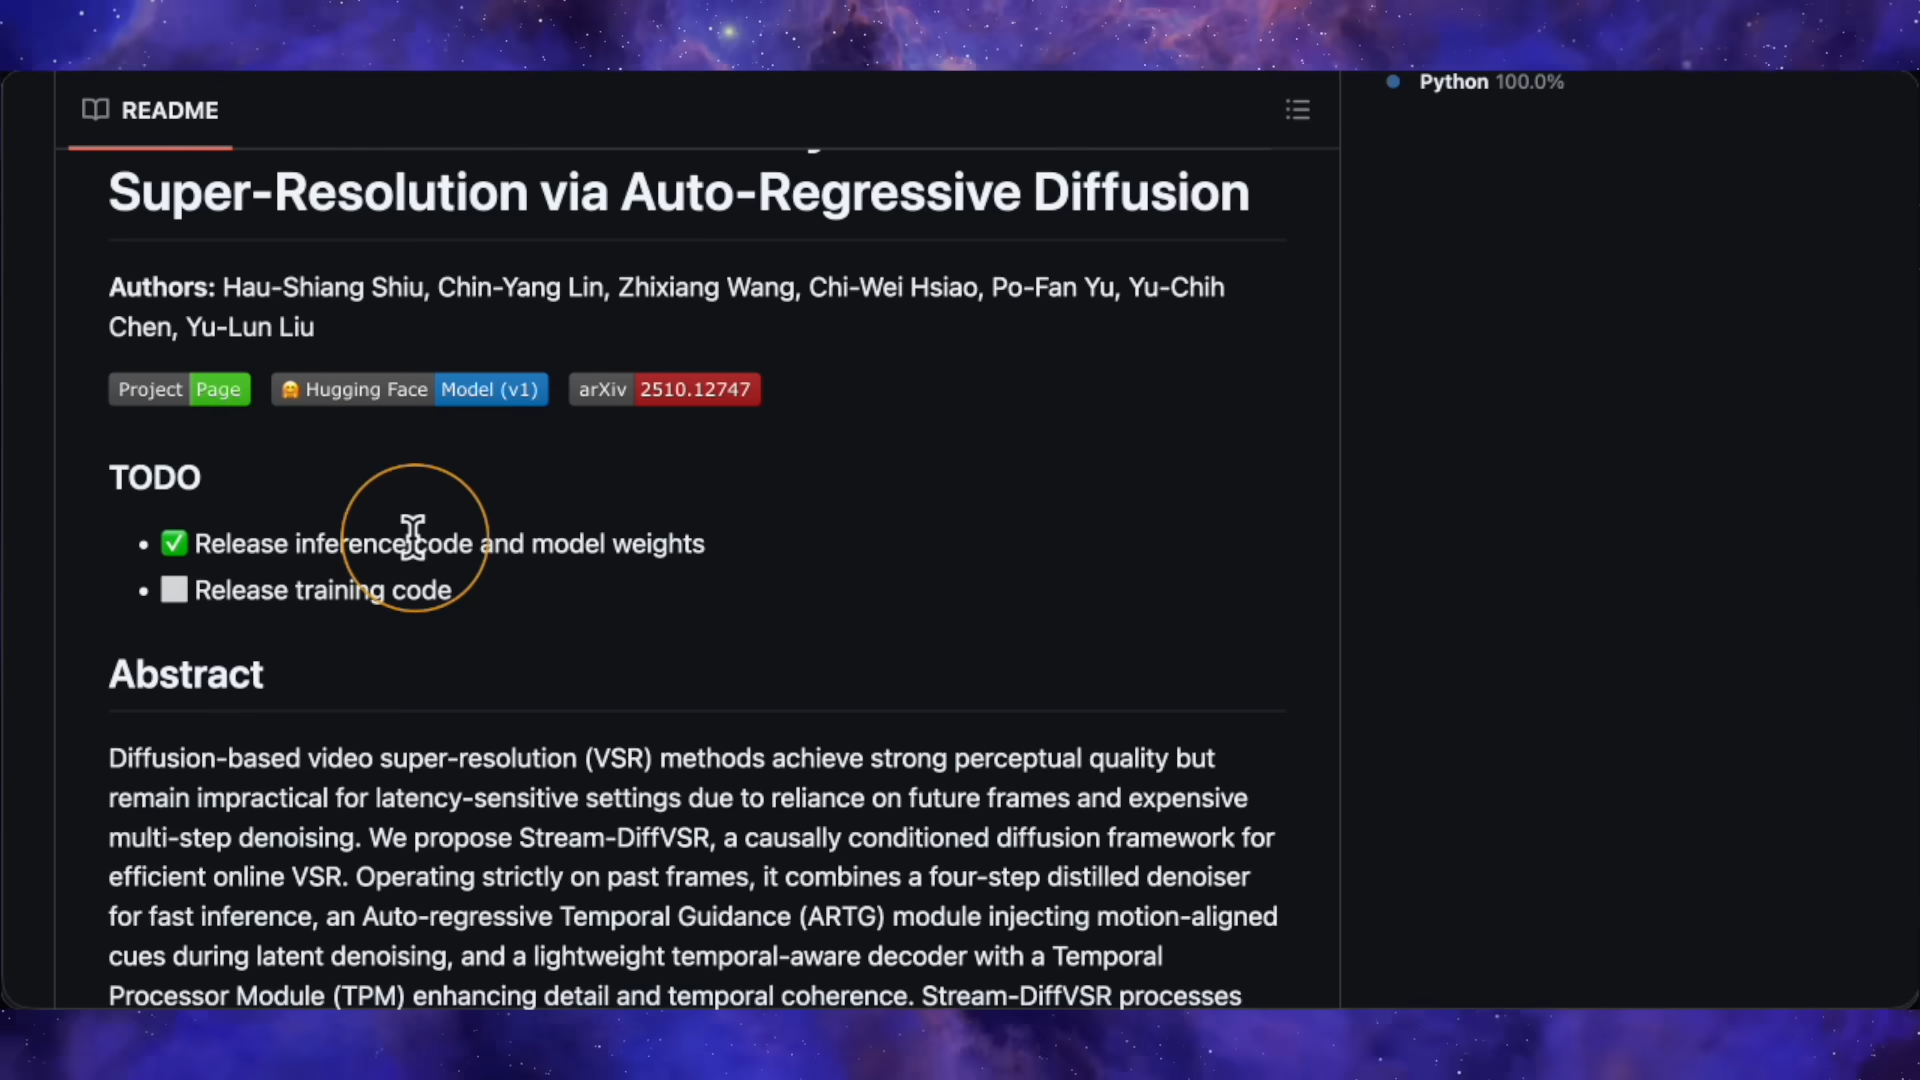 README
Python 100.0%
Super-Resolution via Auto-Regressive Diffusion
Authors: Hau-Shiang Shiu, Chin-Yang Lin, Zhixiang Wang, Chi-Wei Hsiao, Po-Fan Yu, Yu-Chih
Chen, Yu-Lun Liu
Project Page Hugging Face Model (v1) arXiv 2510.12747
TODO
Release inference code and model weights
Release training code
Abstract
Diffusion-based video super-resolution (VSR) methods achieve strong perceptual quality but
remain impractical for latency-sensitive settings due to reliance on future frames and expensive
multi-step denoising. We propose Stream-DiffVSR, a causally conditioned diffusion framework for
efficient online VSR. Operating strictly on past frames, it combines a four-step distilled denoiser
for fast inference, an Auto-regressive Temporal Guidance (ARTG) module injecting motion-aligned
cues during latent denoising, and a lightweight temporal-aware decoder with a Temporal
Processor Module (TPM) enhancing detail and temporal coherence. Stream-DiffVSR processes